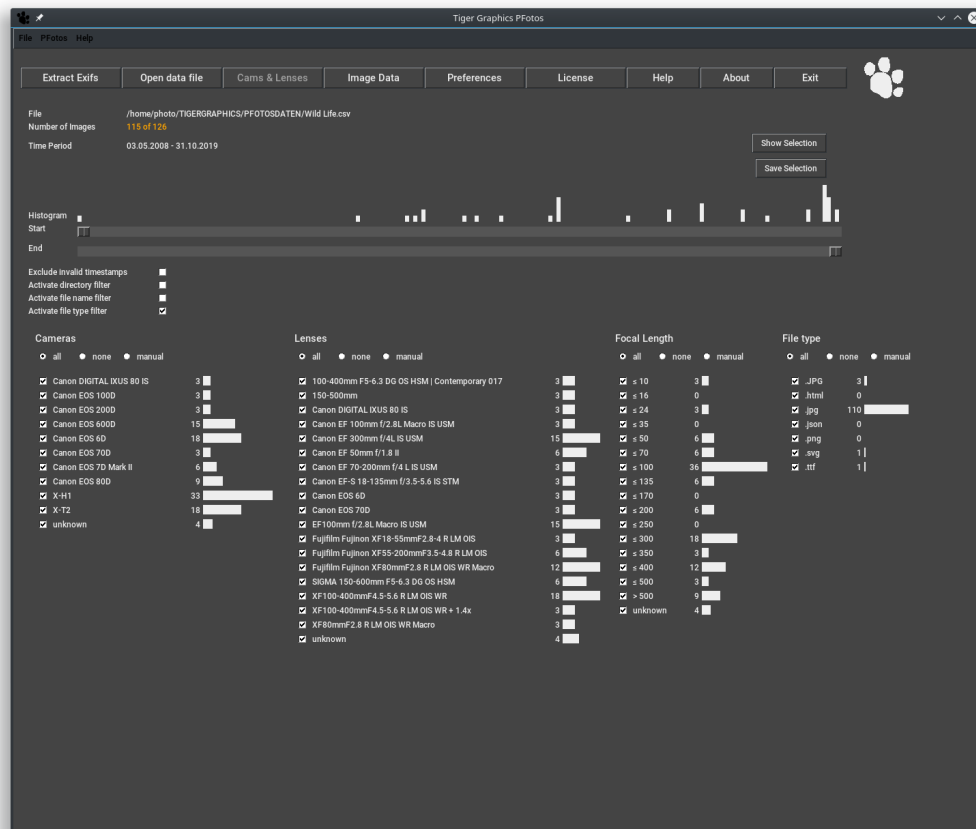 Tiger Graphics PFotos
File PFotos Help
Extract Exifs Open data file Cams & Lenses Image Data Preferences License Help About Exit
File /home/photo/TIGERGRAPHICS/PFOTOSDATEN/Wild Life.csv
Number of Images 115 of 126
Time Period 03.05.2008 - 31.10.2019
Show Selection
Save Selection
Histogram
Start
End
Exclude invalid timestamps
Activate directory filter
Activate file name filter
Activate file type filter
Cameras
all none manual
Canon DIGITAL IXUS 80 IS 3
Canon EOS 100D 3
Canon EOS 200D 3
Canon EOS 600D 15
Canon EOS 6D 18
Canon EOS 70D 3
Canon EOS 7D Mark II 6
Canon EOS 80D 9
X-H1 33
X-T2 18
unknown 4
Lenses
all none manual
100-400mm F5-6.3 DG OS HSM | Contemporary 017 3
150-500mm 3
Canon DIGITAL IXUS 80 IS 3
Canon EF 100mm f/2.8L Macro IS USM 3
Canon EF 300mm f/4L IS USM 15
Canon EF 50mm f/1.8 II 6
Canon EF 70-200mm f/4 L IS USM 3
Canon EF-S 18-135mm f/3.5-5.6 IS STM 3
Canon EOS 6D 3
Canon EOS 70D 3
EF100mm f/2.8L Macro IS USM 15
Fujifilm Fujinon XF18-55mmF2.8-4 R LM OIS 3
Fujifilm Fujinon XF55-200mmF3.5-4.8 R LM OIS 6
Fujifilm Fujinon XF80mmF2.8 R LM OIS WR Macro 12
SIGMA 150-600mm F5-6.3 DG OS HSM 6
XF100-400mmF4.5-5.6 R LM OIS WR 18
XF100-400mmF4.5-5.6 R LM OIS WR + 1.4x 3
XF80mmF2.8 R LM OIS WR Macro 3
unknown 4
Focal Length
all none manual
≤ 10 3
≤ 16 0
≤ 24 3
≤ 35 0
≤ 50 6
≤ 70 6
≤ 100 36
≤ 135 6
≤ 170 0
≤ 200 6
≤ 250 0
≤ 300 18
≤ 350 3
≤ 400 12
≤ 500 3
> 500 9
unknown 4
File type
all none manual
.JPG 3
.html 0
.jpg 110
.json 0
.png 0
.svg 1
.ttf 1